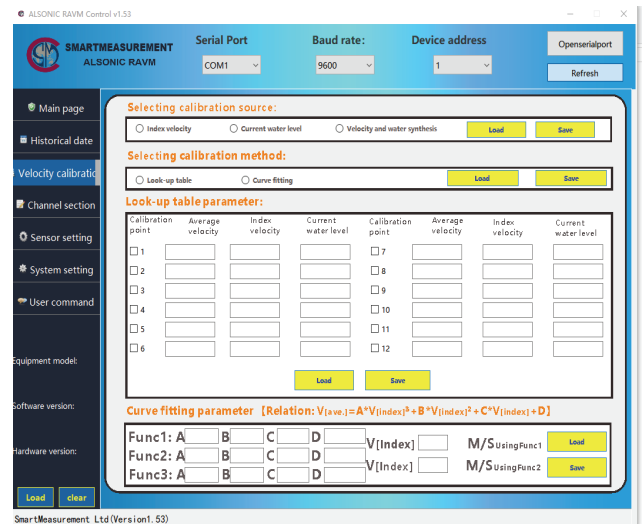 ALSONIC RAVM Control v1.53
CSM
SMARTMEASUREMENT
ALSONIC RAVM
Serial Port
Baud rate:
Device address
COM1
9600
1
Openserialport
Refresh
Main page
Historical date
Velocity calibratic
Channel section
Sensor setting
System setting
User command
Equipment model:
Software version:
Hardware version:
Load
clear
Selecting calibration source:
Index velocity
Current water level
Velocity and water synthesis
Load
Save
Selecting calibration method:
Look-up table
Curve fitting
Load
Save
Look-up table parameter:
Calibration point
Average velocity
Index velocity
Current water level
Calibration point
Average velocity
Index velocity
Current water level
1
7
2
8
3
9
4
10
5
11
6
12
Load
Save
Curve fitting parameter 【Relation: V[ave.]=A*V[index]³+B*V[index]²+C*V[index]+D】
Func1: A B C D
Func2: A B C D
Func3: A B C D
V[Index] M/S UsingFunc1
V[Index] M/S UsingFunc2
Load
Save
SmartMeasurement Ltd(Version1.53)